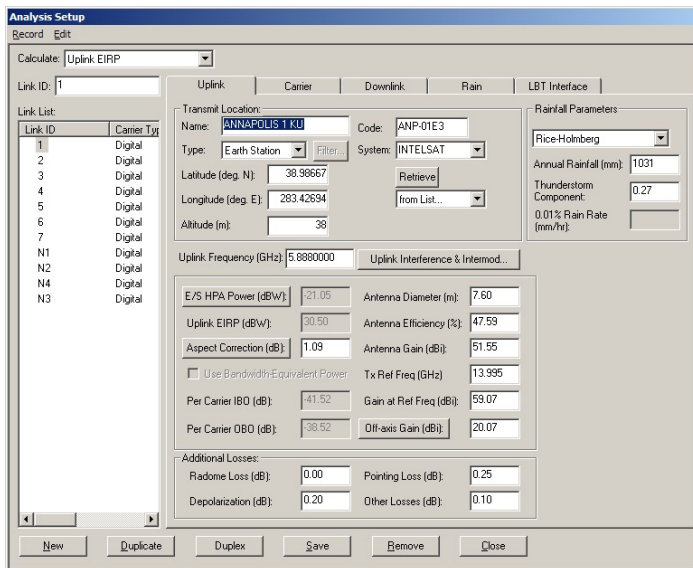 Analysis Setup
Record Edit
Calculate: Uplink EIRP
Link ID: 1
Uplink Carrier Downlink Rain LBT Interface
Link List:
Link ID Carrier Typ
1 Digital
2 Digital
3 Digital
4 Digital
5 Digital
6 Digital
7 Digital
N1 Digital
N2 Digital
N4 Digital
N3 Digital
Transmit Location:
Name: ANNAPOLIS 1 KU Code: ANP-01E3
Type: Earth Station Filter... System: INTELSAT
Latitude (deg. N): 38.98667 Retrieve
Longitude (deg. E): 283.42694 from List...
Altitude (m): 38
Rainfall Parameters
Rice-Holmberg
Annual Rainfall (mm): 1031
Thunderstorm
Component: 0.27
0.01% Rain Rate
(mm/hr):
Uplink Frequency (GHz): 5.8880000 Uplink Interference & Intermod...
E/S HPA Power (dBW): -21.05 Antenna Diameter (m): 7.60
Uplink EIRP (dBW): 30.50 Antenna Efficiency (%): 47.59
Aspect Correction (dB): 1.09 Antenna Gain (dBi): 51.55
Use Bandwidth-Equivalent Power Tx Ref Freq (GHz) 13.995
Per Carrier IBO (dB): -41.52 Gain at Ref Freq (dBi): 59.07
Per Carrier OBO (dB): -38.52 Off-axis Gain (dBi): 20.07
Additional Losses:
Radome Loss (dB): 0.00 Pointing Loss (dB): 0.25
Depolarization (dB): 0.20 Other Losses (dB): 0.10
New Duplicate Duplex Save Remove Close